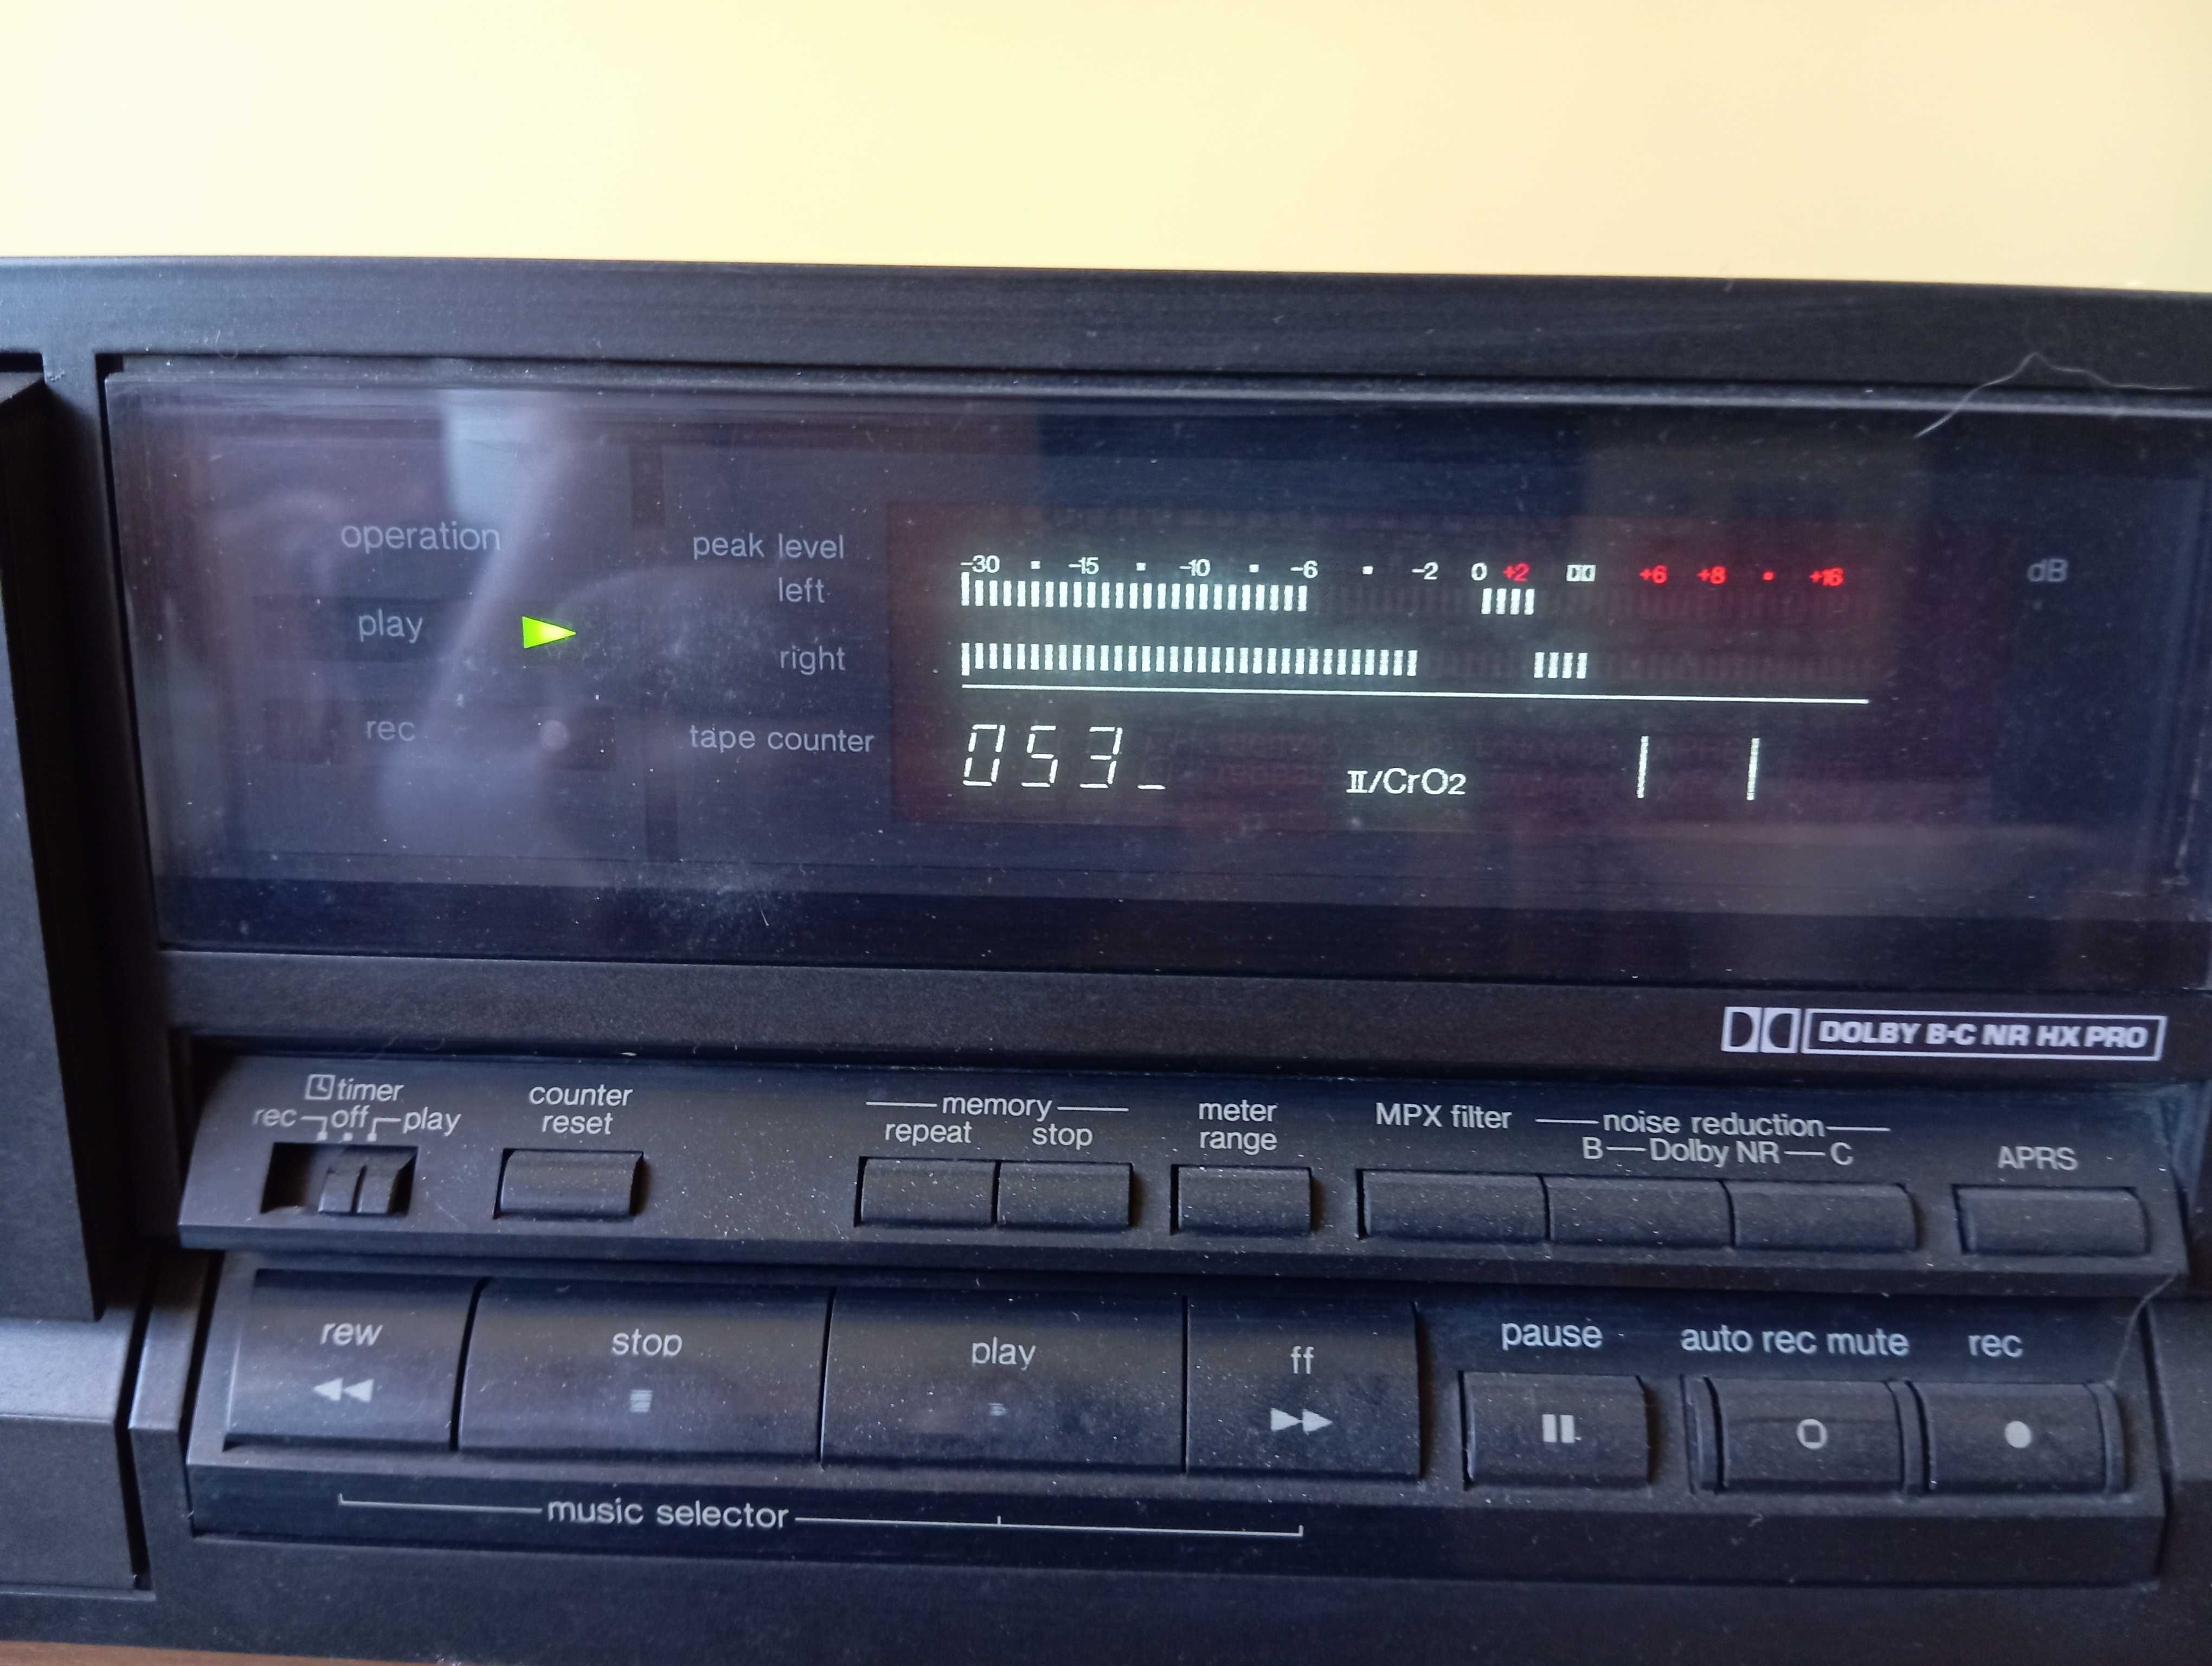 operation
peak level
-30 -15 -10 -6 -2 0 +2 +6 +8 +16 dB
left
play
right
rec
tape counter
053_ II/CrO2
DOLBY B-C NR HX PRO
timer
rec off play
counter
reset
memory
repeat stop
meter
range
MPX filter
noise reduction
B Dolby NR C
APRS
rew
stop
play
ff
pause
auto rec mute
rec
music selector